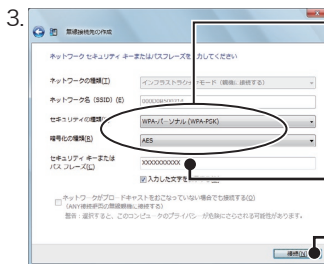 3.
無線接続先の作成
ネットワーク セキュリティ キーまたはパスフレーズを入力してください
ネットワークの種類(T)
インフラストラクチャーモード (親機に接続する)
ネットワーク名 (SSID) (E)
セキュリティの種類
WPA-パーソナル (WPA-PSK)
暗号化の種類(R)
AES
セキュリティ キーまたは
パス フレーズ(L)
XXXXXXXXXX
入力した文字を
ネットワークがブロードキャストをおこなっていない場合でも接続する(O)
(ANY接続拒否の無線親機に接続する)
警告: 選択すると、このコンピュータのプライバシーが危険にさらされる可能性があります。
接続(N)